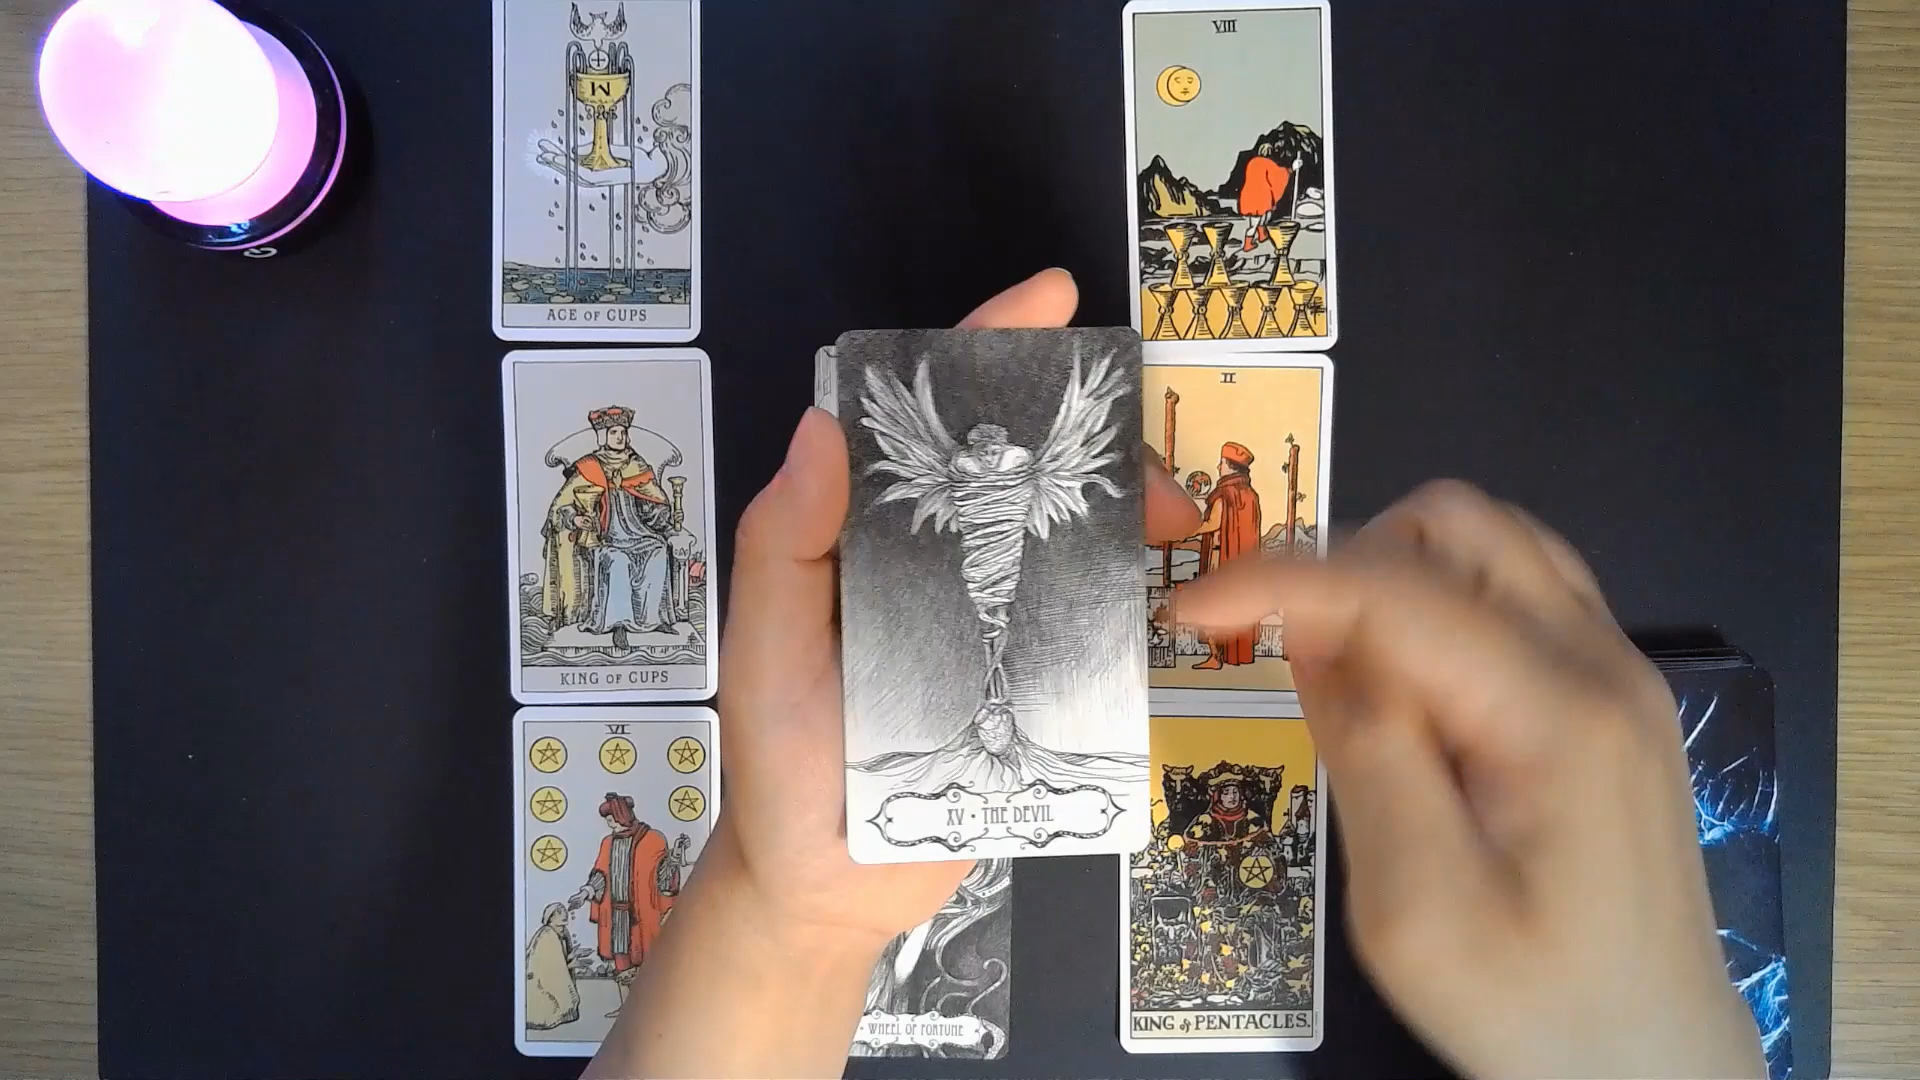 ACE OF CUPS
KING OF CUPS
VI
XV • THE DEVIL
WHEEL OF FORTUNE
VIII
II
KING of PENTACLES.